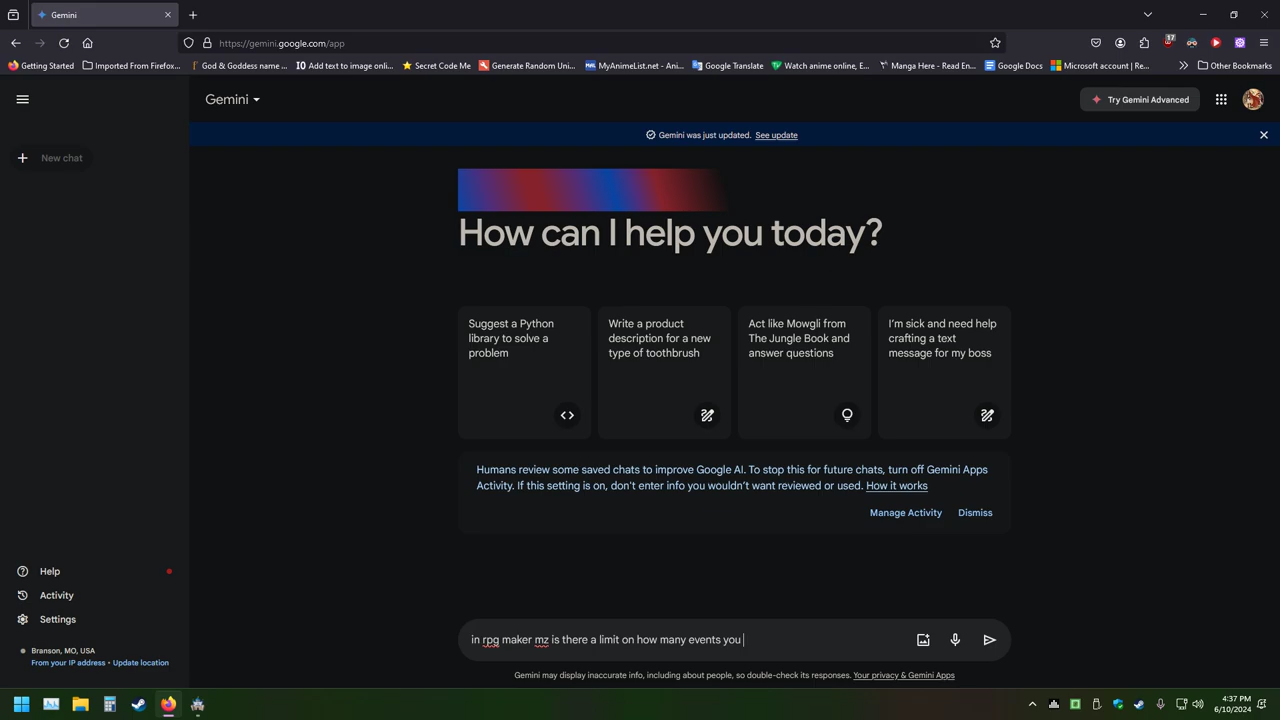 Gemini
https://gemini.google.com/app
Getting Started
Imported From Firefox...
God & Goddess name ...
Add text to image onlin...
Secret Code Me
Generate Random Uni...
MyAnimeList.net - Ani...
Google Translate
Watch anime online, E...
Manga Here - Read En...
Google Docs
Microsoft account | Re...
Other Bookmarks
17
Gemini
Try Gemini Advanced
Gemini was just updated. See update
New chat
How can I help you today?
Suggest a Python
library to solve a
problem
Write a product
description for a new
type of toothbrush
Act like Mowgli from
The Jungle Book and
answer questions
I'm sick and need help
crafting a text
message for my boss
Humans review some saved chats to improve Google AI. To stop this for future chats, turn off Gemini Apps
Activity. If this setting is on, don't enter info you wouldn't want reviewed or used. How it works
Manage Activity
Dismiss
Help
Activity
Settings
Branson, MO, USA
From your IP address • Update location
in rpg maker mz is there a limit on how many events you
Gemini may display inaccurate info, including about people, so double-check its responses. Your privacy & Gemini Apps
4:37 PM
6/10/2024